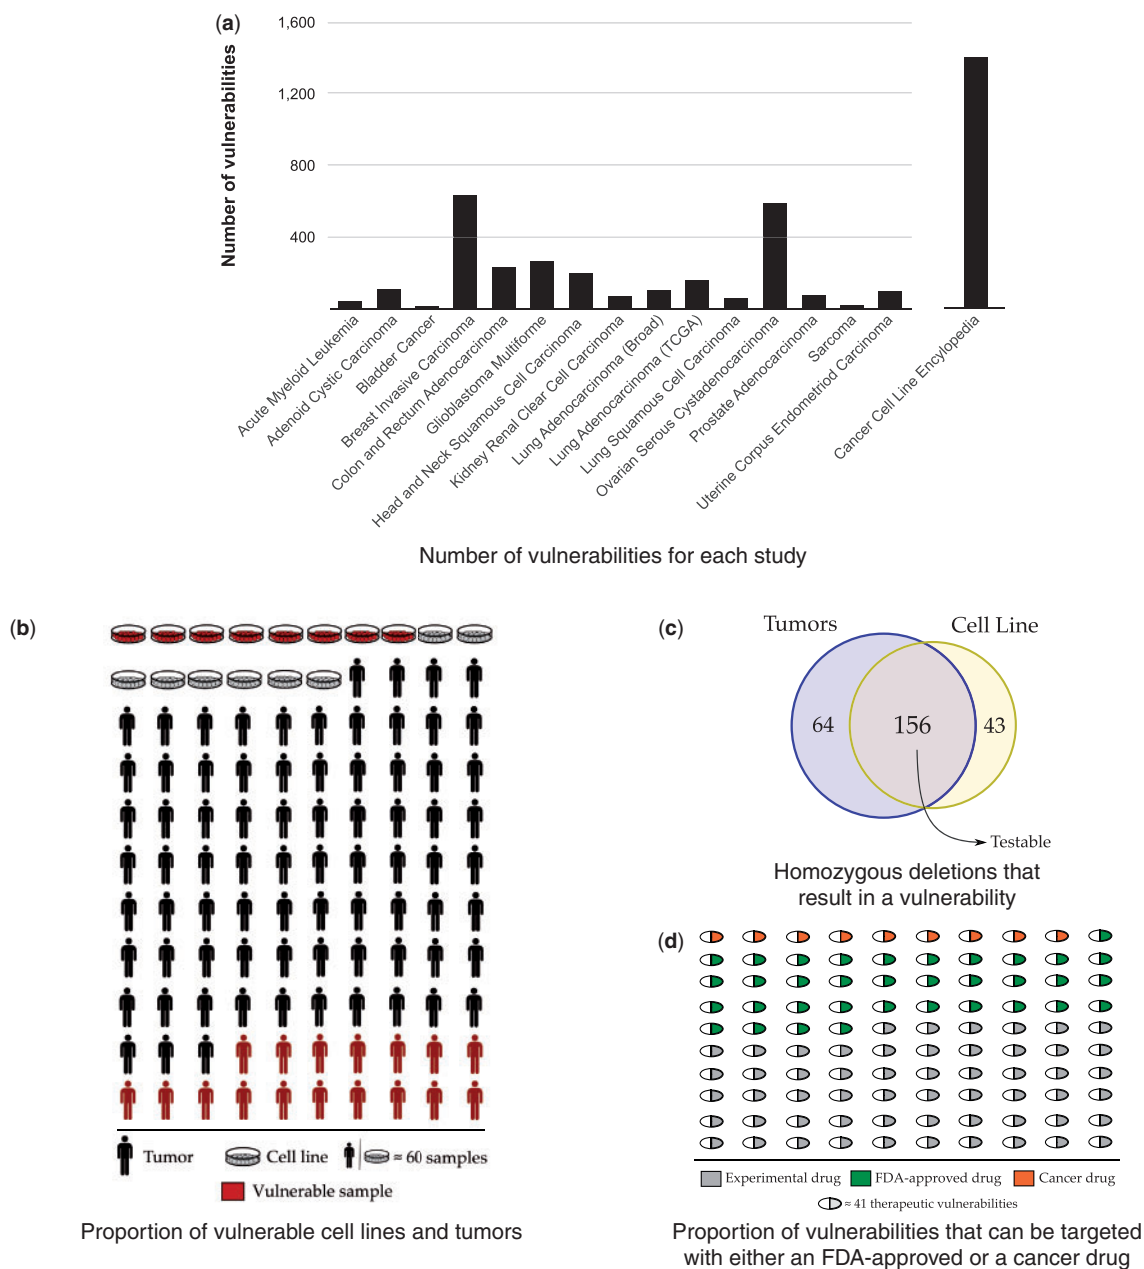 (a)
Number of vulnerabilities
1,600
1,200
800
400
Acute Myeloid Leukemia
Adenoid Cystic Carcinoma
Bladder Cancer
Breast Invasive Carcinoma
Colon and Rectum Adenocarcinoma
Glioblastoma Multiforme
Head and Neck Squamous Cell Carcinoma
Kidney Renal Clear Cell Carcinoma
Lung Adenocarcinoma (Broad)
Lung Adenocarcinoma (TCGA)
Lung Squamous Cell Carcinoma
Ovarian Serous Cystadenocarcinoma
Prostate Adenocarcinoma
Sarcoma
Uterine Corpus Endometriod Carcinoma
Cancer Cell Line Encylopedia
Number of vulnerabilities for each study
(b)
Tumor
Cell line
≈ 60 samples
Vulnerable sample
Proportion of vulnerable cell lines and tumors
(c)
Tumors
Cell Line
64
156
43
Testable
Homozygous deletions that
result in a vulnerability
(d)
Experimental drug
FDA-approved drug
Cancer drug
≈ 41 therapeutic vulnerabilities
Proportion of vulnerabilities that can be targeted
with either an FDA-approved or a cancer drug